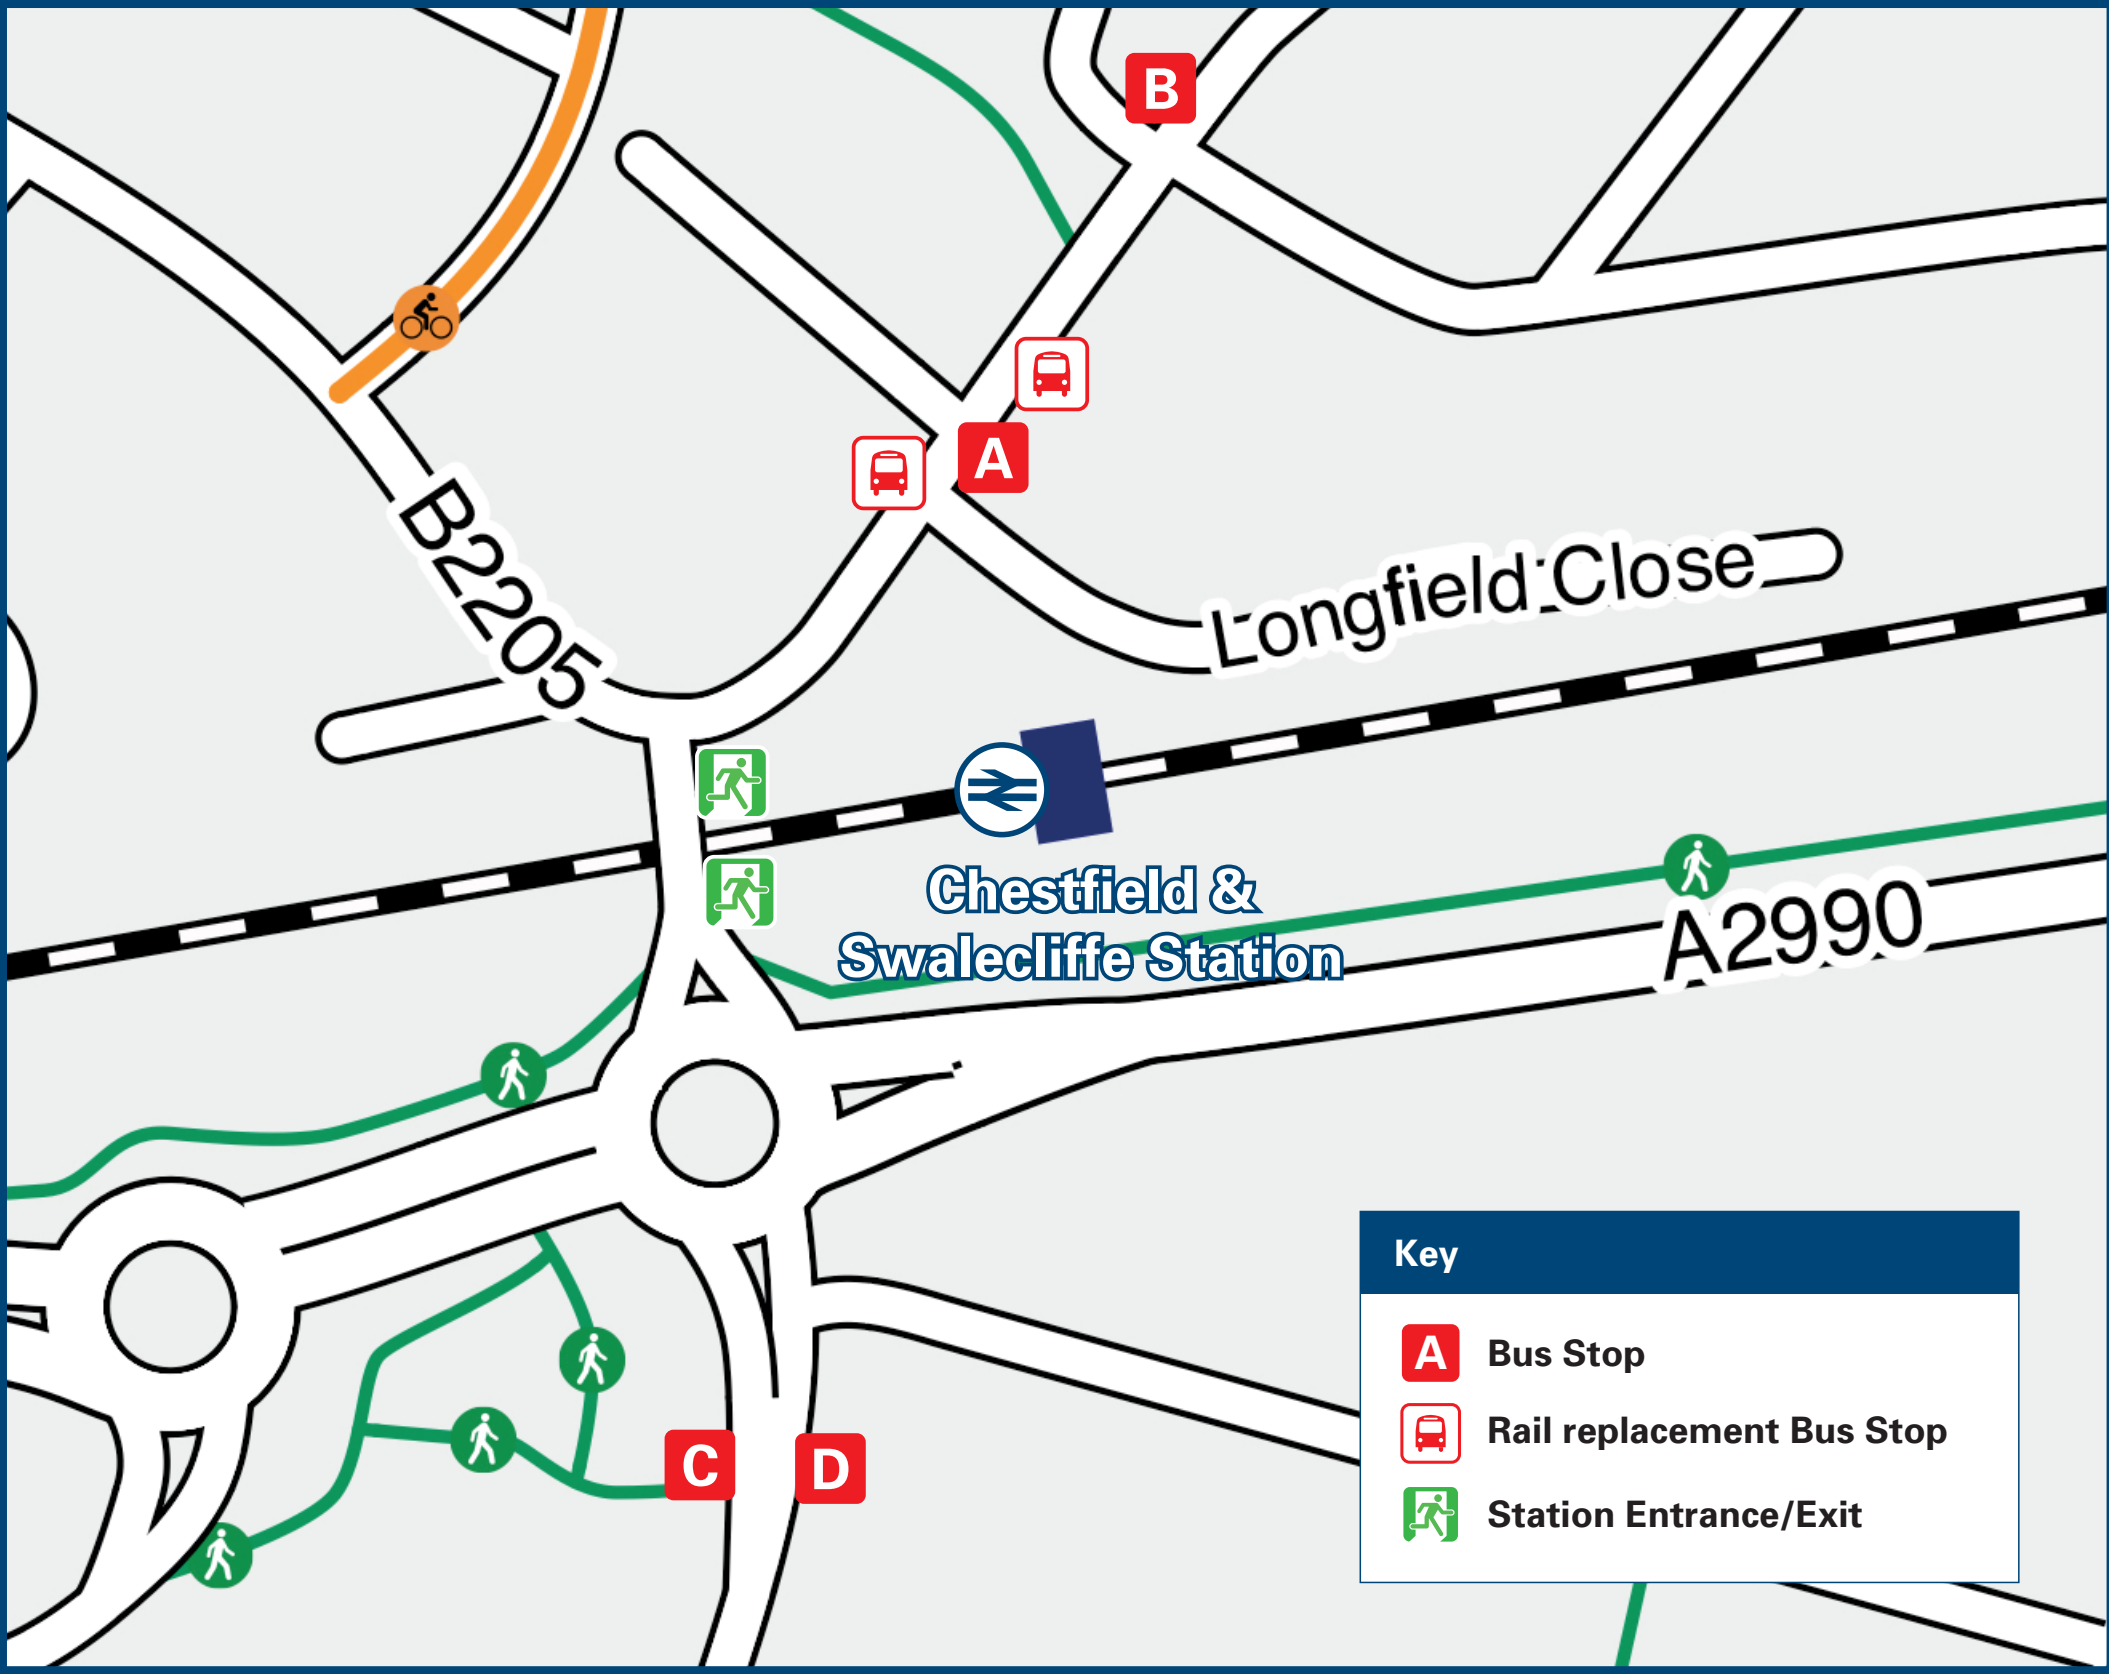 B
A
B2205
Longfield Close
Chestfield &
Swalecliffe Station
A2990
C
D
Key
A Bus Stop
Rail replacement Bus Stop
Station Entrance/Exit